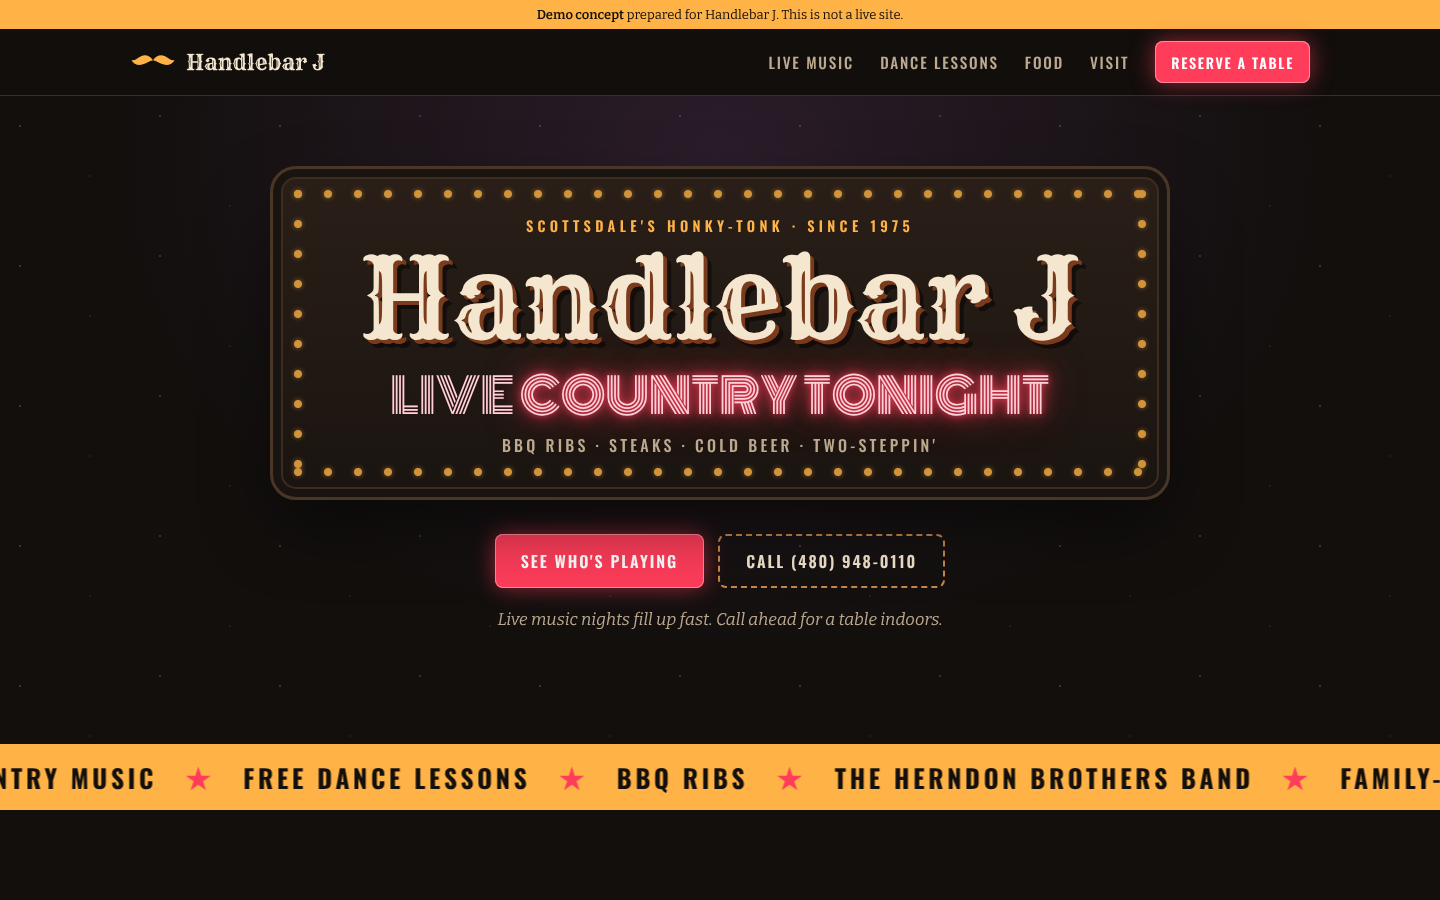 Demo concept prepared for Handlebar J. This is not a live site.
Handlebar J
LIVE MUSIC
DANCE LESSONS
FOOD
VISIT
RESERVE A TABLE
SCOTTSDALE'S HONKY-TONK · SINCE 1975
Handlebar J
LIVE COUNTRY TONIGHT
BBQ RIBS · STEAKS · COLD BEER · TWO-STEPPIN'
SEE WHO'S PLAYING
CALL (480) 948-0110
Live music nights fill up fast. Call ahead for a table indoors.
NTRY MUSIC ★ FREE DANCE LESSONS ★ BBQ RIBS ★ THE HERNDON BROTHERS BAND ★ FAMILY-